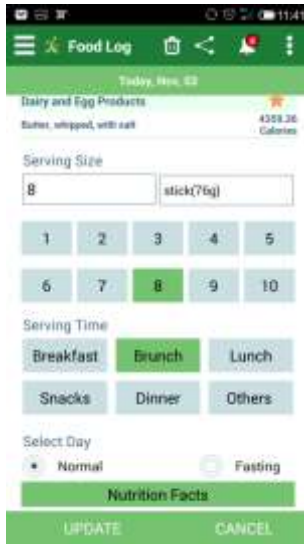 11:41
Food Log
Today, Nov, 03
Dairy and Egg Products
Butter, whipped, with salt
4359.36
Calories
Serving Size
8 stick(76g)
1 2 3 4 5
6 7 8 9 10
Serving Time
Breakfast Brunch Lunch
Snacks Dinner Others
Select Day
Normal Fasting
Nutrition Facts
UPDATE CANCEL